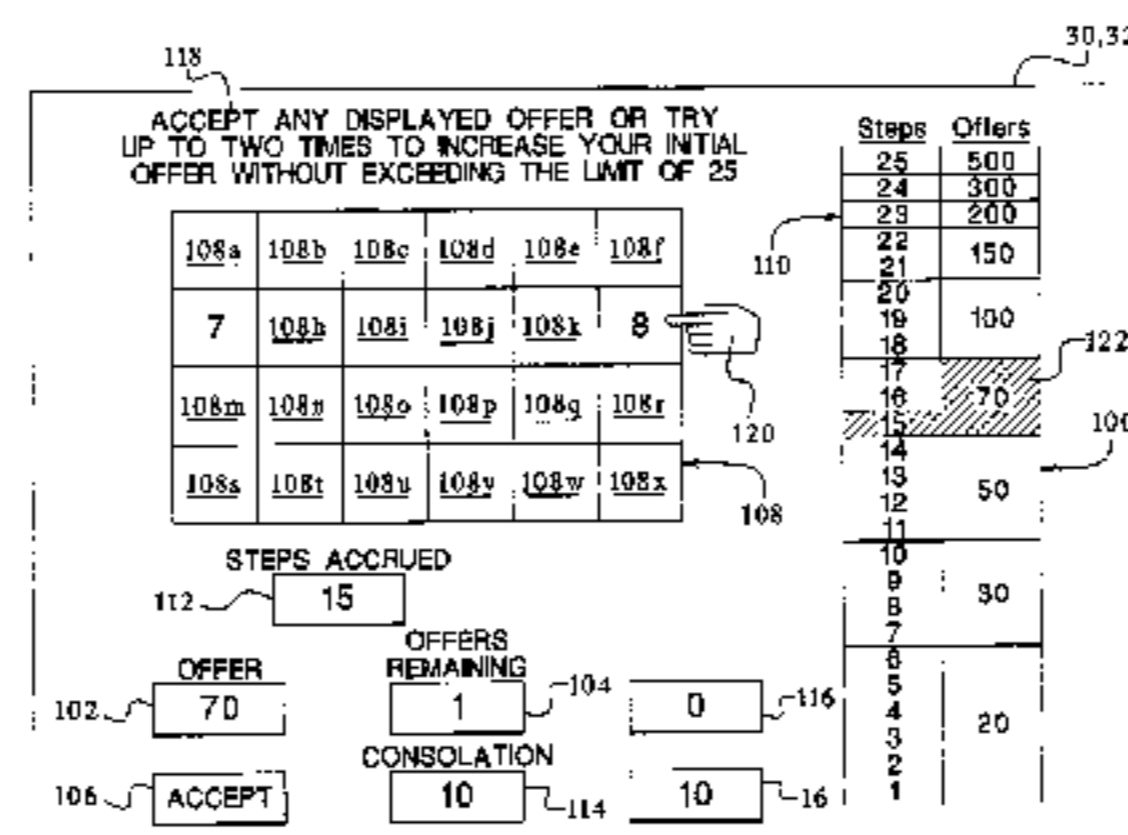 30,32
118
ACCEPT ANY DISPLAYED OFFER OR TRY
UP TO TWO TIMES TO INCREASE YOUR INITIAL
OFFER WITHOUT EXCEEDING THE LIMIT OF 25
108a 108b 108c 108d 108e 108f
7 108h 108i 108j 108k 8
108m 108n 108o 108p 108q 108r
108s 108t 108u 108v 108w 108x
120
108
STEPS ACCRUED
112 15
OFFER
102 70
OFFERS
REMAINING
1 104
0 116
106 ACCEPT
CONSOLATION
10 114
10 16
Steps Offers
25 500
24 300
23 200
22
21 150
110
20
19 100
18
17
16 70
15
122
100
14
13
12 50
11
10
9 30
8
7
6
5
4
3 20
2
1